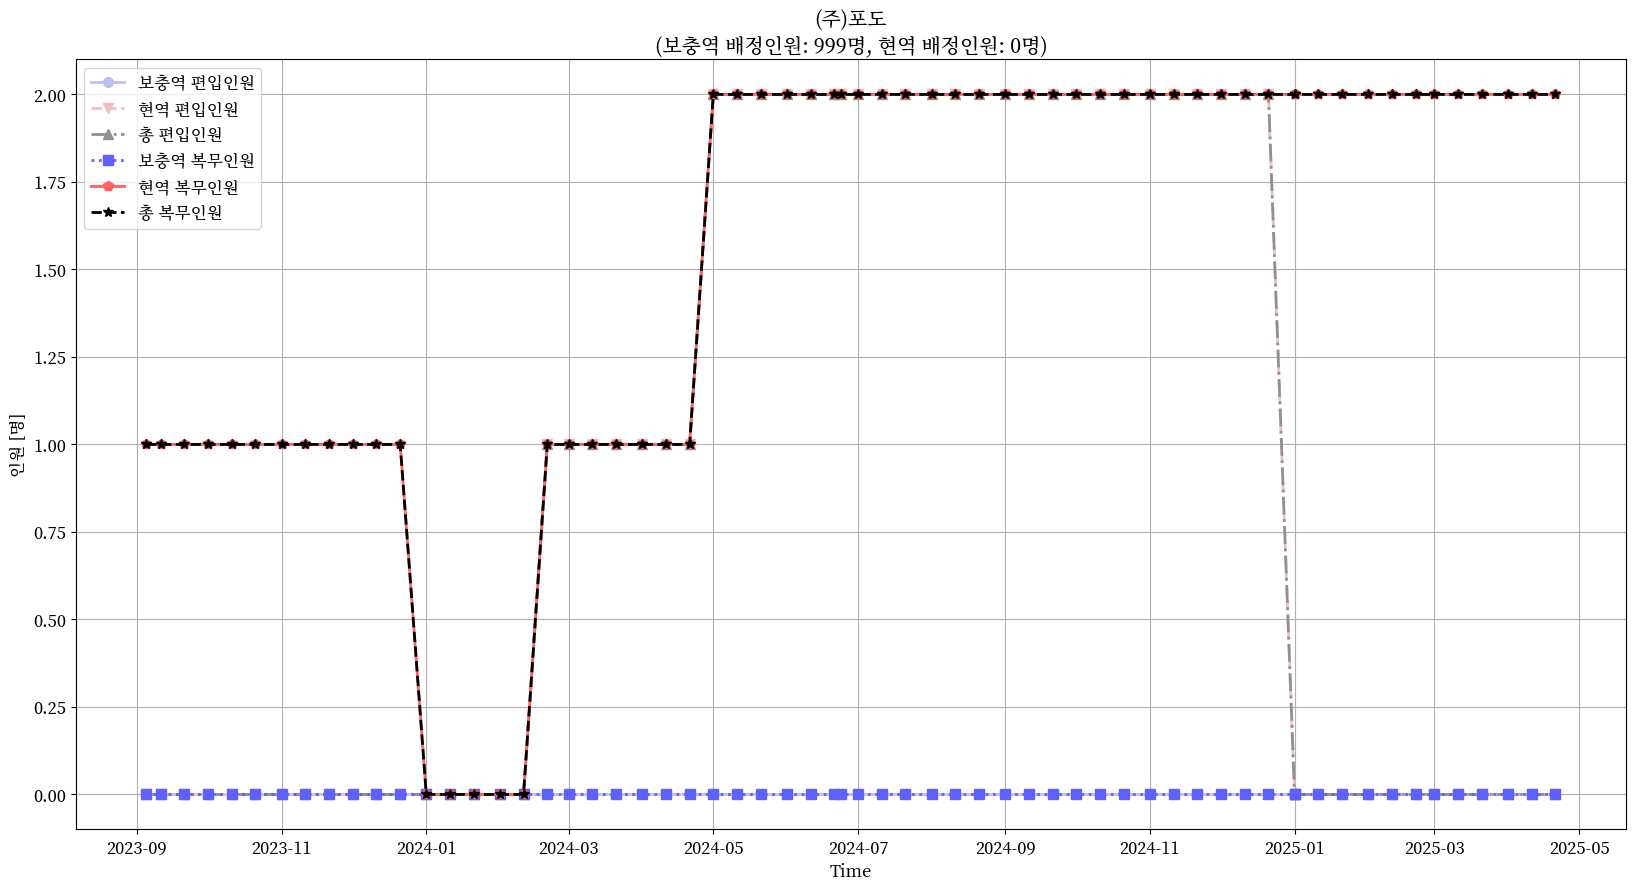 (주)포도
(보충역 배정인원: 999명, 현역 배정인원: 0명)
보충역 편입인원
현역 편입인원
총 편입인원
보충역 복무인원
현역 복무인원
총 복무인원
인원 [명]
2.00
1.75
1.50
1.25
1.00
0.75
0.50
0.25
0.00
2023-09 2023-11 2024-01 2024-03 2024-05 2024-07 2024-09 2024-11 2025-01 2025-03 2025-05
Time